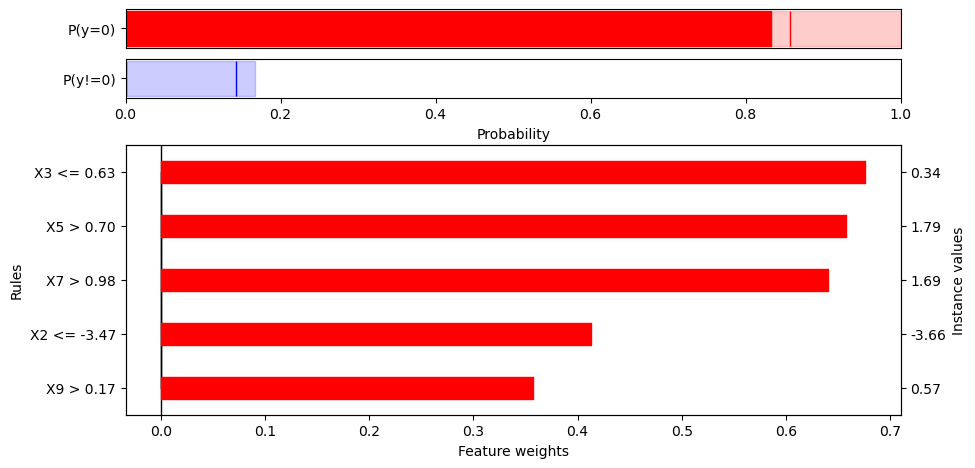 P(y=0)
P(y!=0)
0.0 0.2 0.4 0.6 0.8 1.0
Probability
X3 <= 0.63 0.34
X5 > 0.70 1.79
X7 > 0.98 1.69
X2 <= -3.47 -3.66
X9 > 0.17 0.57
Rules
Instance values
0.0 0.1 0.2 0.3 0.4 0.5 0.6 0.7
Feature weights